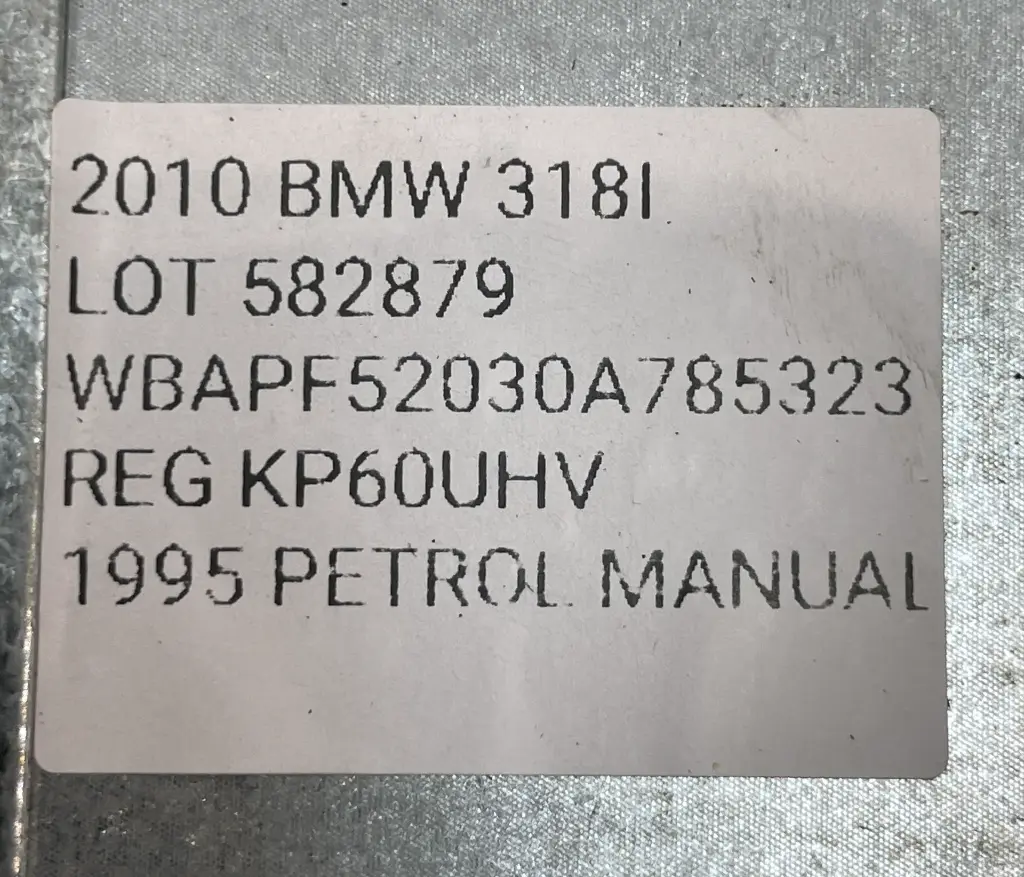 2010 BMW 318I
LOT 582879
WBAPF52030A785323
REG KP60UHV
1995 PETROL MANUAL